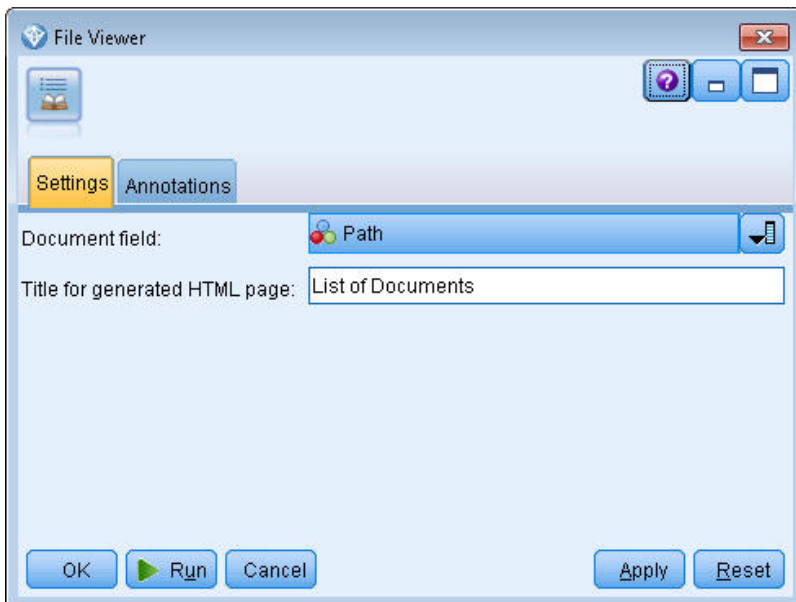 File Viewer
?
Settings Annotations
Document field: Path
Title for generated HTML page: List of Documents
OK Run Cancel Apply Reset